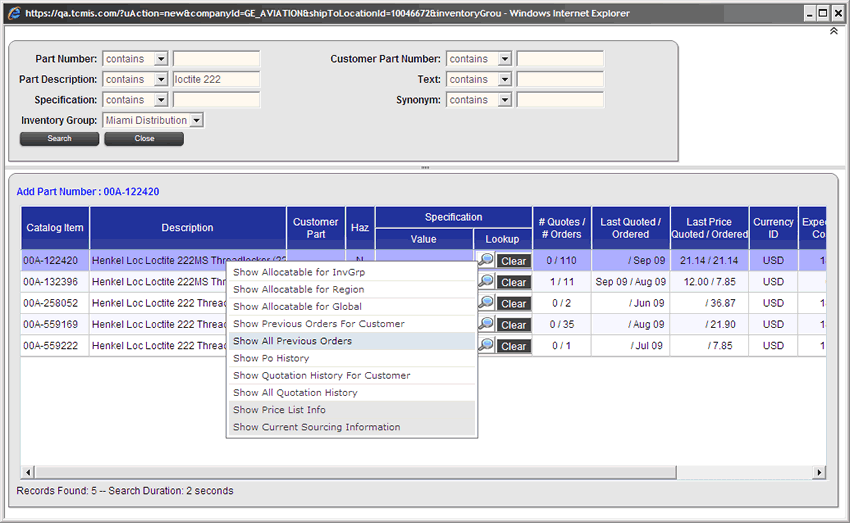 https://qa.tcmis.com/?uAction=new&companyId=GE_AVIATION&shipToLocationId=10046672&inventoryGrou - Windows Internet Explorer
Part Number: contains Customer Part Number: contains
Part Description: contains loctite 222 Text: contains
Specification: contains Synonym: contains
Inventory Group: Miami Distribution
Search Close
Add Part Number : 00A-122420
Catalog Item Description Customer Part Haz Specification Value Lookup # Quotes / # Orders Last Quoted / Ordered Last Price Quoted / Ordered Currency ID
00A-122420 Henkel Loc Loctite 222MS Threadlocker (22 N Clear 0 / 110 / Sep 09 21.14 / 21.14 USD 1
00A-132396 Henkel Loc Loctite 222MS Threa Clear 1 / 11 Sep 09 / Aug 09 12.00 / 7.85 USD 1
00A-258052 Henkel Loc Loctite 222 Threa Clear 0 / 2 / Jun 09 / 36.87 USD 1
00A-559169 Henkel Loc Loctite 222 Threa Clear 0 / 35 / Aug 09 / 21.90 USD 1
00A-559222 Henkel Loc Loctite 222 Threa Clear 0 / 1 / Jul 09 / 7.85 USD 1
Show Allocatable for InvGrp
Show Allocatable for Region
Show Allocatable for Global
Show Previous Orders For Customer
Show All Previous Orders
Show Po History
Show Quotation History For Customer
Show All Quotation History
Show Price List Info
Show Current Sourcing Information
Records Found: 5 -- Search Duration: 2 seconds